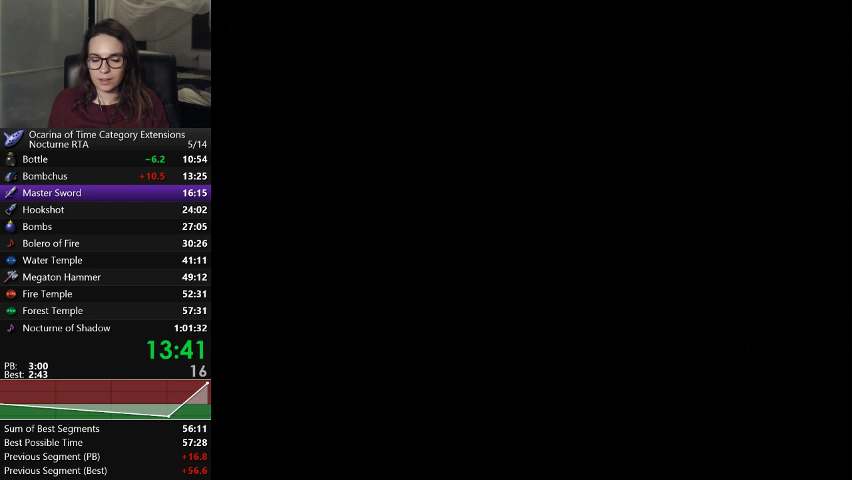 Ocarina of Time Category Extensions
Nocturne RTA 5/14
Bottle −6.2 10:54
Bombchus +10.5 13:25
Master Sword 16:15
Hookshot 24:02
Bombs 27:05
Bolero of Fire 30:26
Water Temple 41:11
Megaton Hammer 49:12
Fire Temple 52:31
Forest Temple 57:31
Nocturne of Shadow 1:01:32
13:41
PB: 3:00
Best: 2:43
16
Sum of Best Segments 56:11
Best Possible Time 57:28
Previous Segment (PB) +16.8
Previous Segment (Best) +56.6